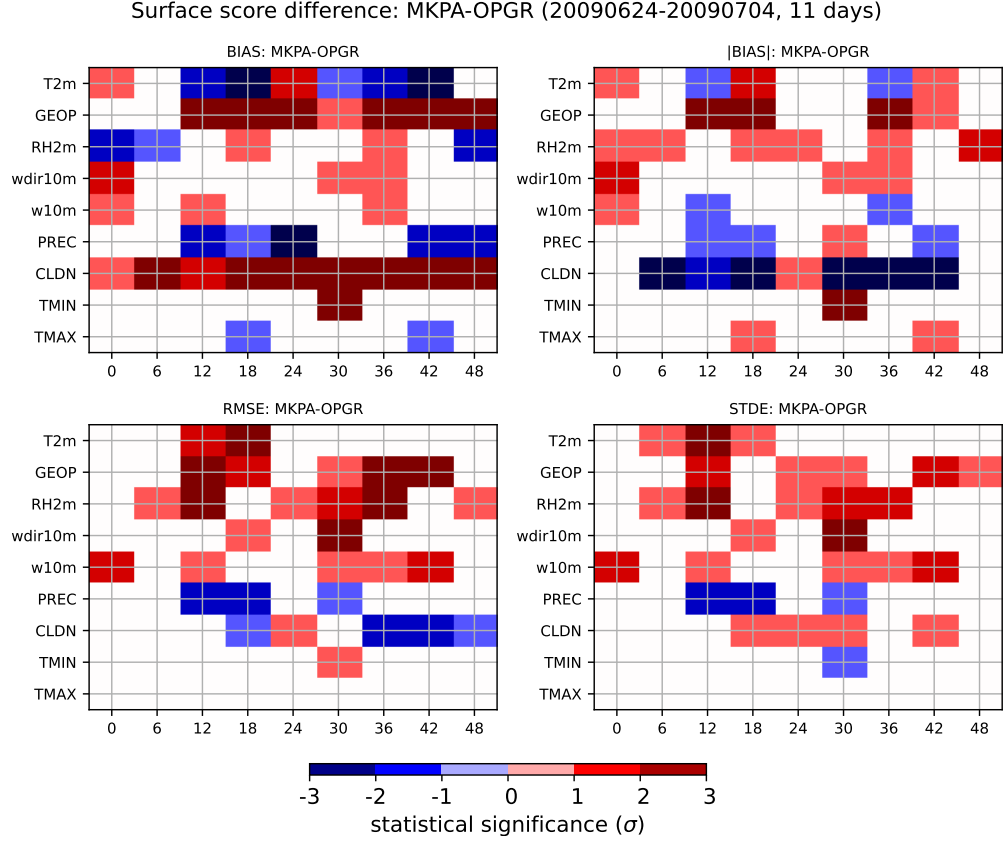 Surface score difference: MKPA-OPGR (20090624-20090704, 11 days)
BIAS: MKPA-OPGR
T2m
GEOP
RH2m
wdir10m
w10m
PREC
CLDN
TMIN
TMAX
0 6 12 18 24 30 36 42 48
|BIAS|: MKPA-OPGR
T2m
GEOP
RH2m
wdir10m
w10m
PREC
CLDN
TMIN
TMAX
0 6 12 18 24 30 36 42 48
RMSE: MKPA-OPGR
T2m
GEOP
RH2m
wdir10m
w10m
PREC
CLDN
TMIN
TMAX
0 6 12 18 24 30 36 42 48
STDE: MKPA-OPGR
T2m
GEOP
RH2m
wdir10m
w10m
PREC
CLDN
TMIN
TMAX
0 6 12 18 24 30 36 42 48
-3 -2 -1 0 1 2 3
statistical significance (σ)